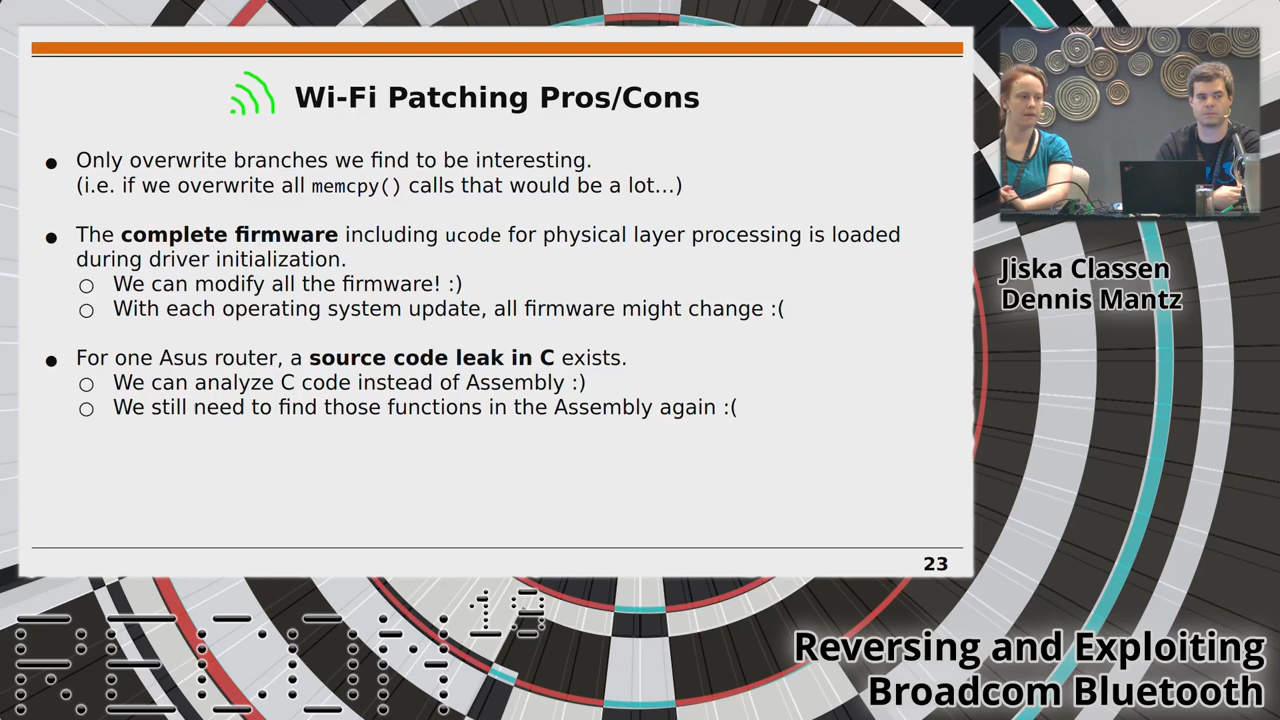 Wi-Fi Patching Pros/Cons
● Only overwrite branches we find to be interesting.
(i.e. if we overwrite all memcpy() calls that would be a lot...)
● The complete firmware including ucode for physical layer processing is loaded
during driver initialization.
○ We can modify all the firmware! :)
○ With each operating system update, all firmware might change :(
● For one Asus router, a source code leak in C exists.
○ We can analyze C code instead of Assembly :)
○ We still need to find those functions in the Assembly again :(
23
Jiska Classen
Dennis Mantz
RECON 18
Reversing and Exploiting
Broadcom Bluetooth